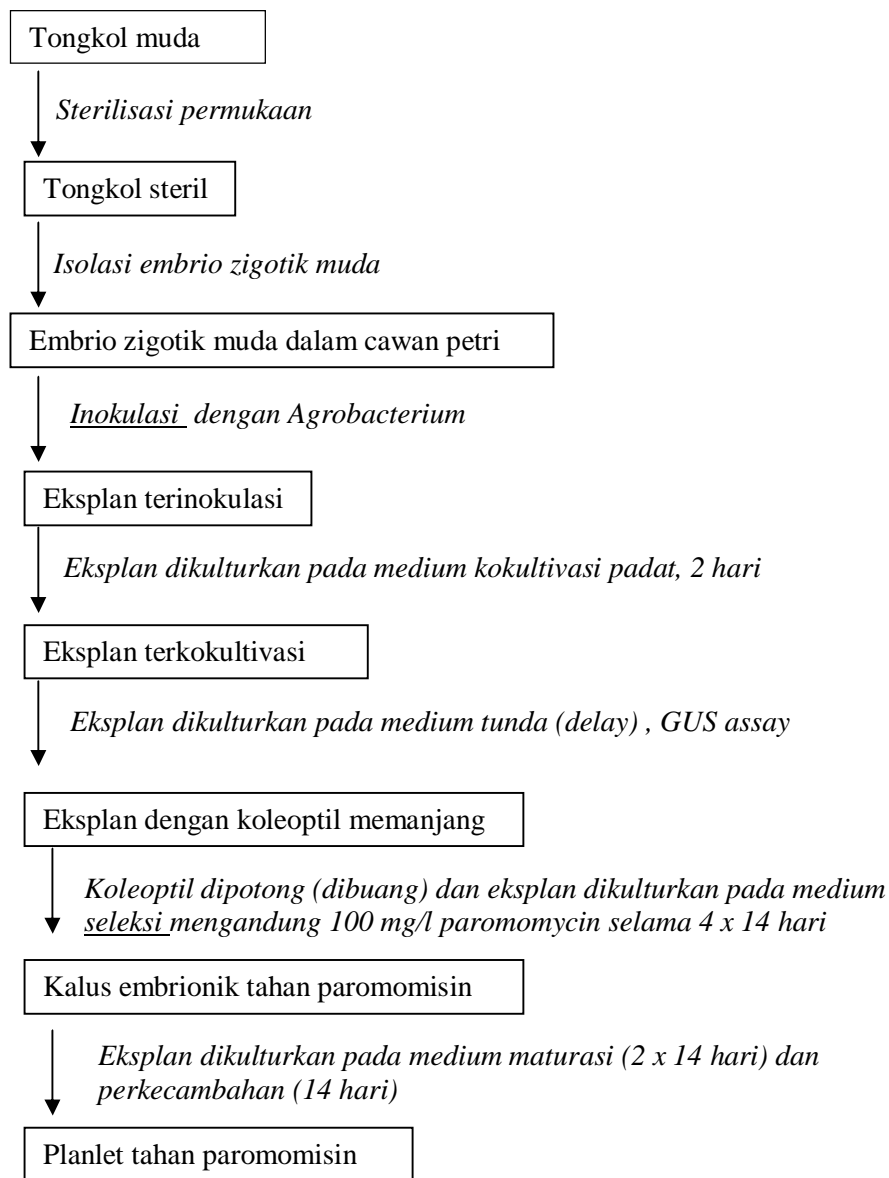 Tongkol muda
Sterilisasi permukaan
Tongkol steril
Isolasi embrio zigotik muda
Embrio zigotik muda dalam cawan petri
Inokulasi dengan Agrobacterium
Eksplan terinokulasi
Eksplan dikulturkan pada medium kokultivasi padat, 2 hari
Eksplan terkokultivasi
Eksplan dikulturkan pada medium tunda (delay) , GUS assay
Eksplan dengan koleoptil memanjang
Koleoptil dipotong (dibuang) dan eksplan dikulturkan pada medium
seleksi mengandung 100 mg/l paromomycin selama 4 x 14 hari
Kalus embrionik tahan paromomisin
Eksplan dikulturkan pada medium maturasi (2 x 14 hari) dan
perkecambahan (14 hari)
Planlet tahan paromomisin